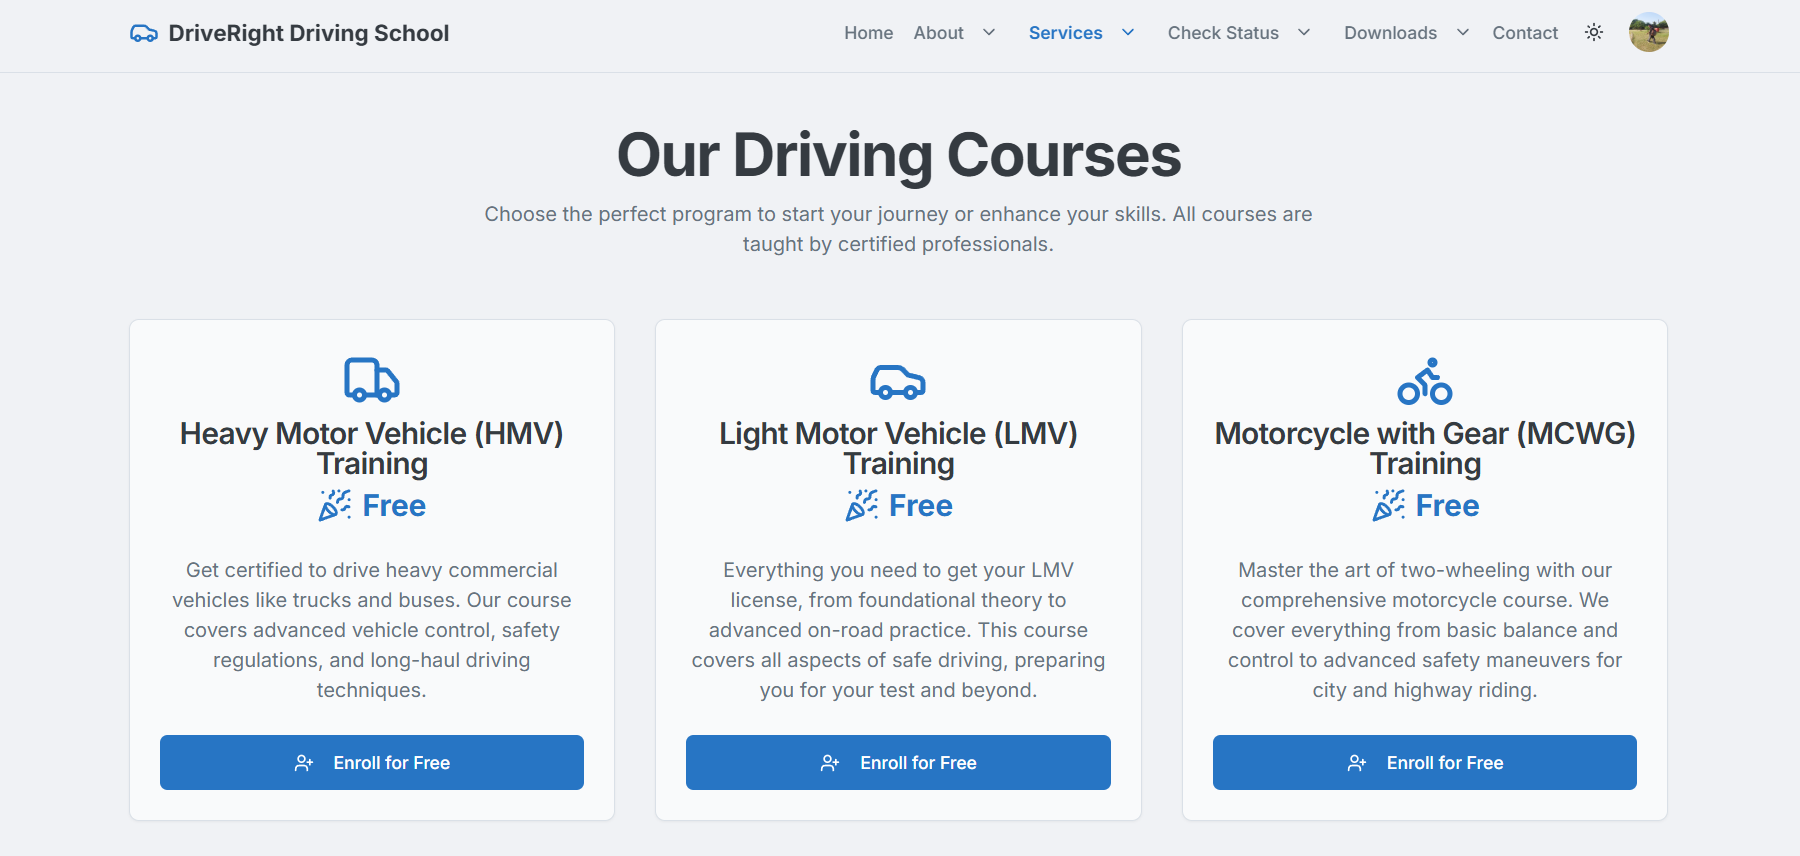 DriveRight Driving School
Home About Services Check Status Downloads Contact
Our Driving Courses
Choose the perfect program to start your journey or enhance your skills. All courses are
taught by certified professionals.
Heavy Motor Vehicle (HMV)
Training
Free
Get certified to drive heavy commercial
vehicles like trucks and buses. Our course
covers advanced vehicle control, safety
regulations, and long-haul driving
techniques.
Enroll for Free
Light Motor Vehicle (LMV)
Training
Free
Everything you need to get your LMV
license, from foundational theory to
advanced on-road practice. This course
covers all aspects of safe driving, preparing
you for your test and beyond.
Enroll for Free
Motorcycle with Gear (MCWG)
Training
Free
Master the art of two-wheeling with our
comprehensive motorcycle course. We
cover everything from basic balance and
control to advanced safety maneuvers for
city and highway riding.
Enroll for Free